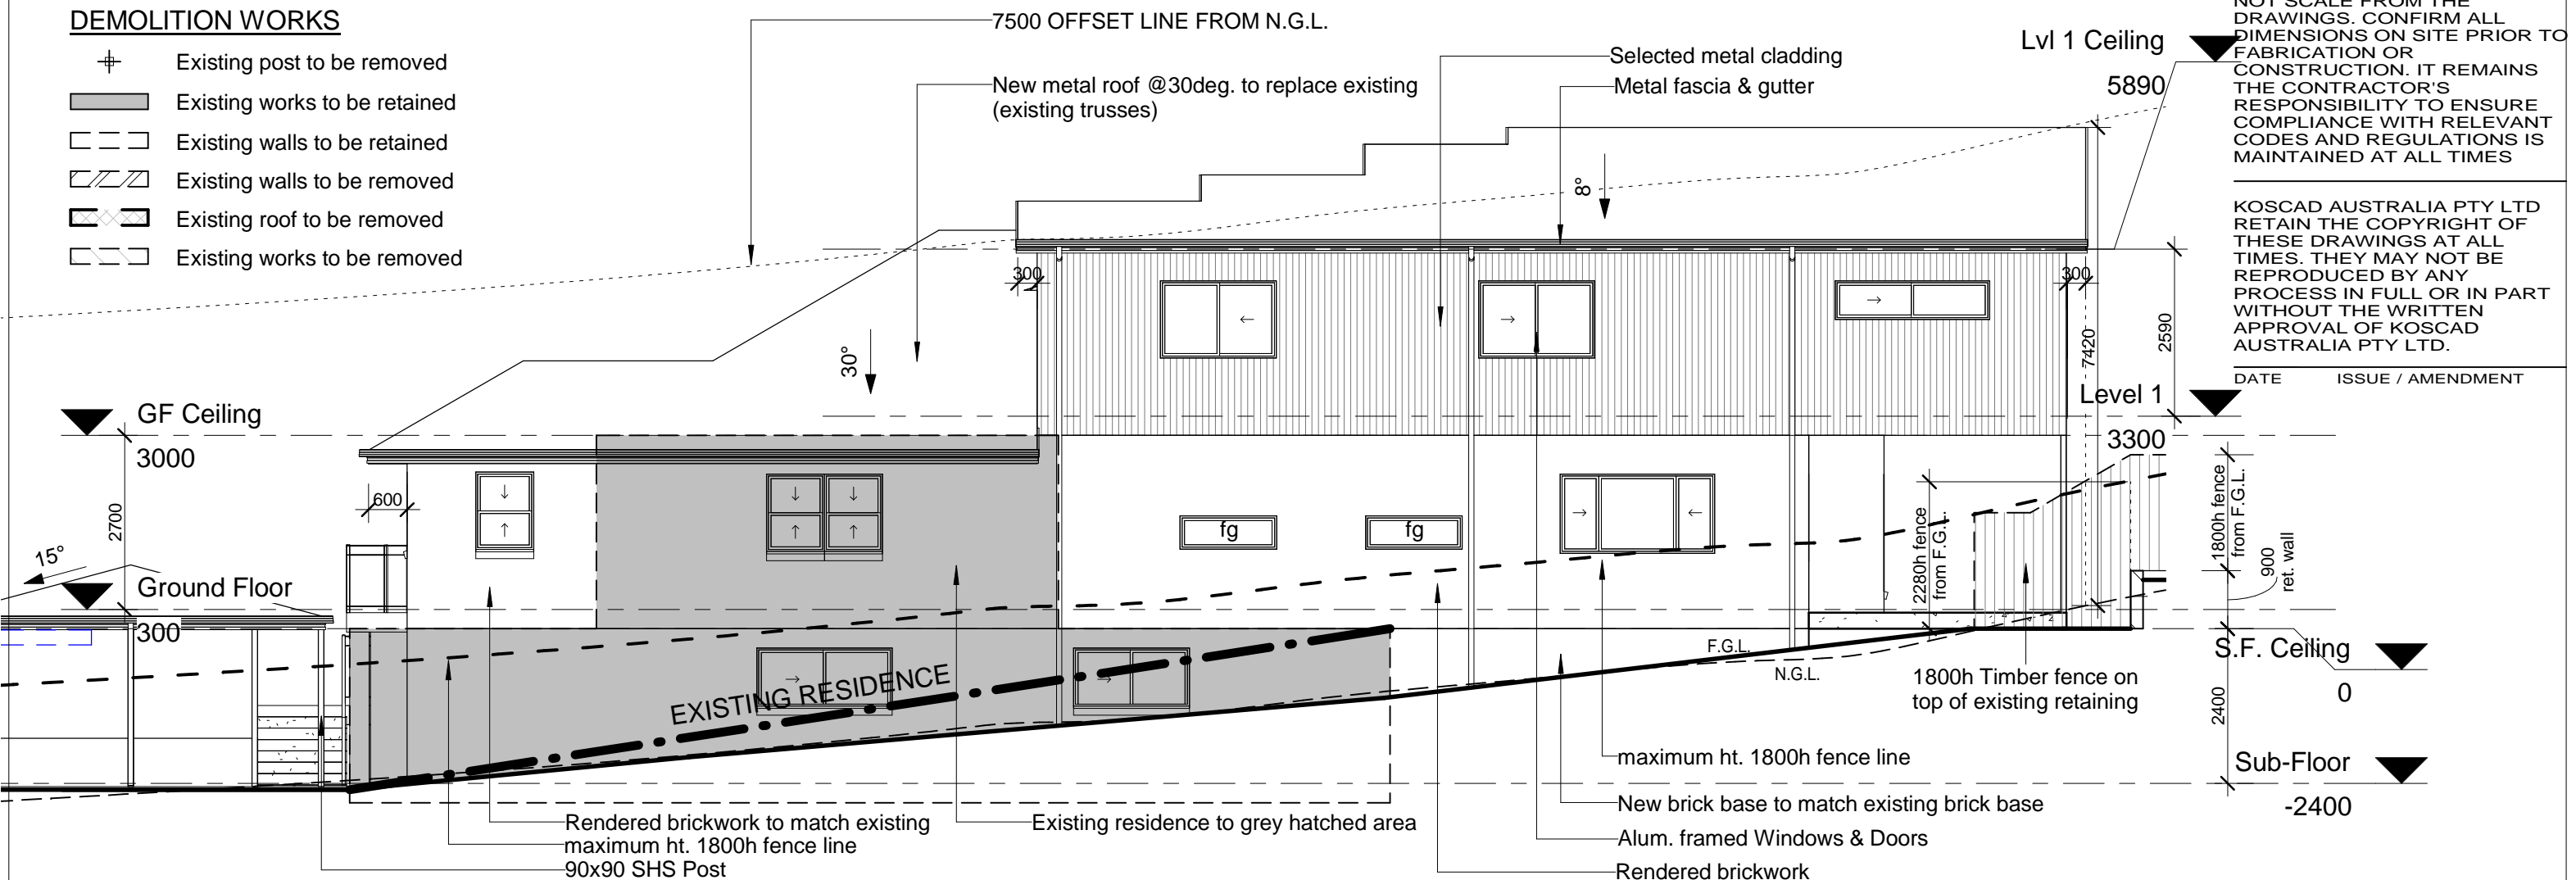 DEMOLITION WORKS
Existing post to be removed
Existing works to be retained
Existing walls to be retained
Existing walls to be removed
Existing roof to be removed
Existing works to be removed
7500 OFFSET LINE FROM N.G.L.
New metal roof @30deg. to replace existing
(existing trusses)
Selected metal cladding
Metal fascia & gutter
Lvl 1 Ceiling
5890
NOT SCALE FROM THE
DRAWINGS. CONFIRM ALL
DIMENSIONS ON SITE PRIOR TO
FABRICATION OR
CONSTRUCTION. IT REMAINS
THE CONTRACTOR'S
RESPONSIBILITY TO ENSURE
COMPLIANCE WITH RELEVANT
CODES AND REGULATIONS IS
MAINTAINED AT ALL TIMES
KOSCAD AUSTRALIA PTY LTD
RETAIN THE COPYRIGHT OF
THESE DRAWINGS AT ALL
TIMES. THEY MAY NOT BE
REPRODUCED BY ANY
PROCESS IN FULL OR IN PART
WITHOUT THE WRITTEN
APPROVAL OF KOSCAD
AUSTRALIA PTY LTD.
DATE ISSUE / AMENDMENT
8°
300
300
30°
7420
2590
GF Ceiling
3000
Level 1
3300
600
2700
15°
Ground Floor
300
fg
fg
2280h fence
from F.G.L.
1800h fence
from F.G.L.
900
ret. wall
EXISTING RESIDENCE
F.G.L.
N.G.L.
1800h Timber fence on
top of existing retaining
S.F. Ceiling
0
2400
Sub-Floor
-2400
maximum ht. 1800h fence line
New brick base to match existing brick base
Alum. framed Windows & Doors
Rendered brickwork
Rendered brickwork to match existing
maximum ht. 1800h fence line
90x90 SHS Post
Existing residence to grey hatched area